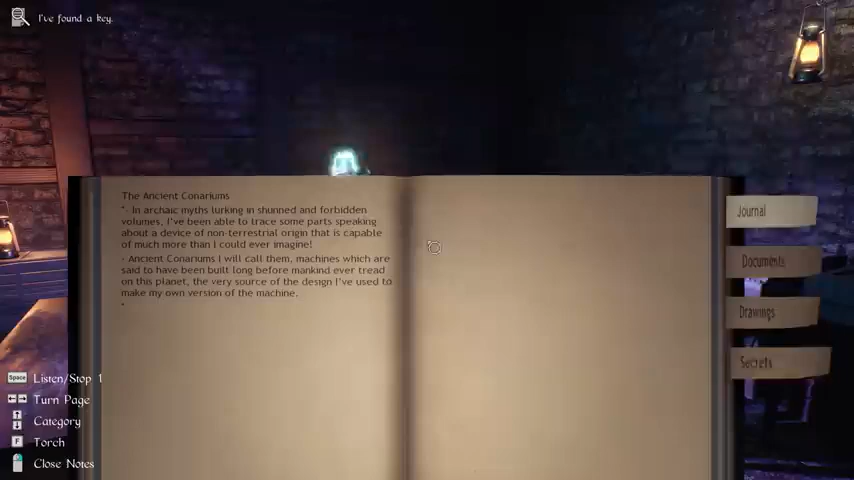 I've found a key.
The Ancient Conariums
"- In archaic myths lurking in shunned and forbidden
volumes, I've been able to trace some parts speaking
about a device of non-terrestrial origin that is capable
of much more than I could ever imagine!
- Ancient Conariums I will call them, machines which are
said to have been built long before mankind ever tread
on this planet, the very source of the design I've used to
make my own version of the machine.
"
Journal
Documents
Drawings
Secrets
Space Listen/Stop 1
Turn Page
Category
F Torch
Close Notes